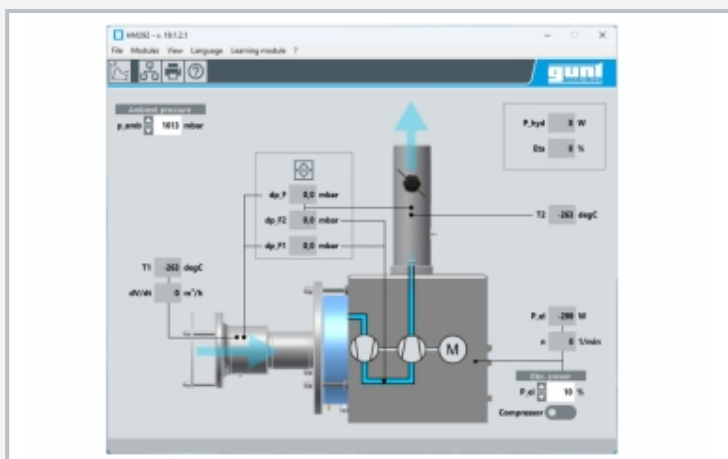 HM292 - v. 19.1.2.1
File Modules View Language Learning module ?
gunt
Ambient pressure
p_amb 1013 mbar
P_hyd 0 W
Eta 0 %
dp_F 0,0 mbar
dp_F2 0,0 mbar
dp_F1 0,0 mbar
T2 -263 degC
T1 -263 degC
dV/dt 0 m³/h
P_el -299 W
n 0 1/min
M
Elec. power
P_el 10 %
Compressor